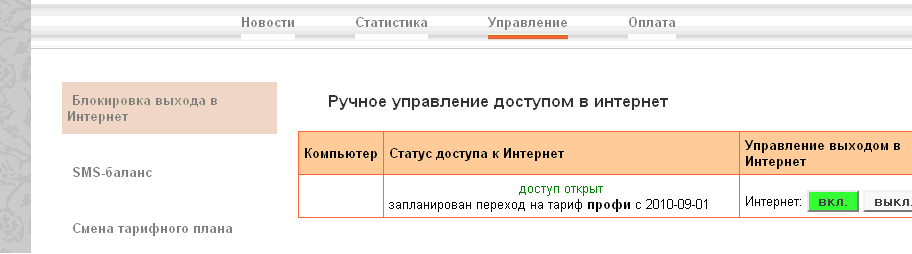 Новости Статистика Управление Оплата
Блокировка выхода в
Интернет
SMS-баланс
Смена тарифного плана
Ручное управление доступом в интернет
Компьютер Статус доступа к Интернет Управление выходом в
Интернет
доступ открыт
запланирован переход на тариф профи с 2010-09-01
Интернет: вкл. выкл.